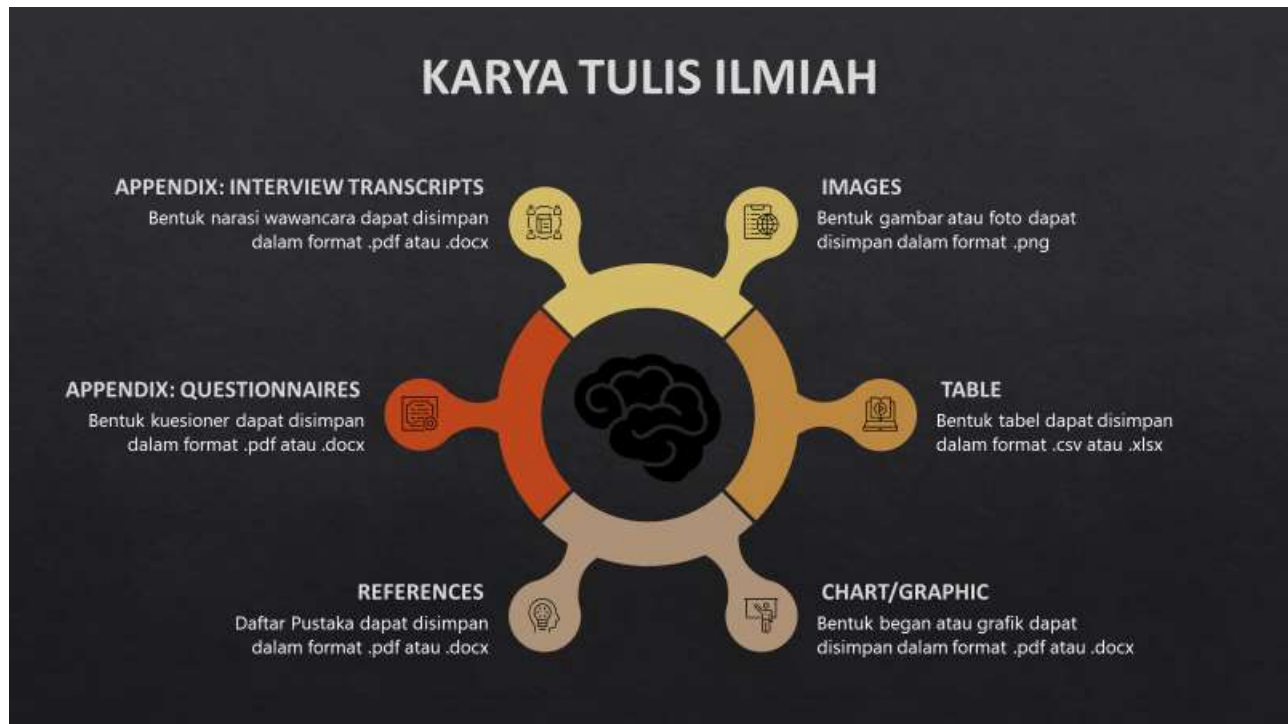 KARYA TULIS ILMIAH
APPENDIX: INTERVIEW TRANSCRIPTS
Bentuk narasi wawancara dapat disimpan
dalam format .pdf atau .docx
IMAGES
Bentuk gambar atau foto dapat
disimpan dalam format .png
APPENDIX: QUESTIONNAIRES
Bentuk kuesioner dapat disimpan
dalam format .pdf atau .docx
TABLE
Bentuk tabel dapat disimpan
dalam format .csv atau .xlsx
REFERENCES
Daftar Pustaka dapat disimpan
dalam format .pdf atau .docx
CHART/GRAPHIC
Bentuk began atau grafik dapat
disimpan dalam format .pdf atau .docx